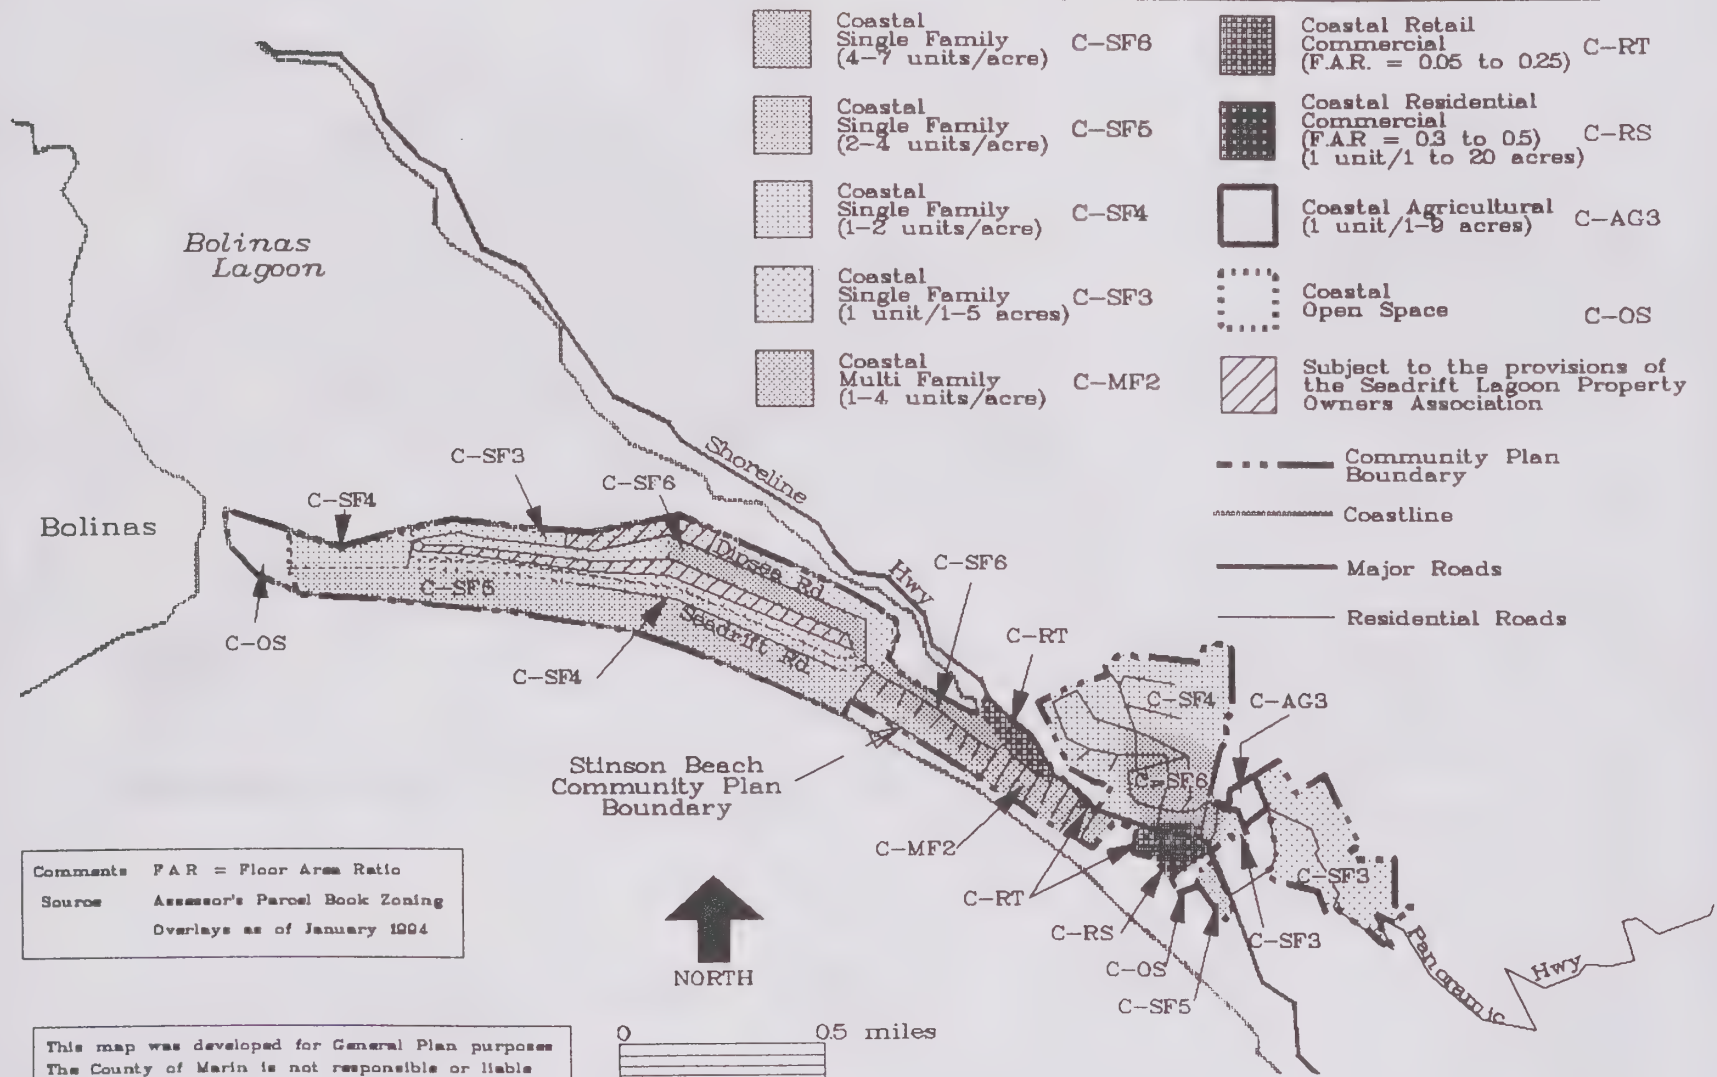 Coastal
Single Family
(4-7 units/acre)
C-SF6
Coastal
Single Family
(2-4 units/acre)
C-SF5
Coastal
Single Family
(1-2 units/acre)
C-SF4
Coastal
Single Family
(1 unit/1-5 acres)
C-SF3
Coastal
Multi Family
(1-4 units/acre)
C-MF2
Coastal Retail
Commercial
(F.A.R. = 0.05 to 0.25)
C-RT
Coastal Residential
Commercial
(F.A.R = 0.3 to 0.5)
(1 unit/1 to 20 acres)
C-RS
Coastal Agricultural
(1 unit/1-9 acres)
C-AG3
Coastal
Open Space
C-OS
Subject to the provisions of
the Seadrift Lagoon Property
Owners Association
Community Plan
Boundary
Coastline
Major Roads
Residential Roads
Bolinas
Lagoon
Bolinas
Shoreline
Hwy
C-SF3
C-SF6
C-SF4
Dipsea Rd.
C-SF5
Seadrift Rd.
C-OS
C-SF4
C-SF6
C-RT
C-SF4
C-AG3
C-SF6
Stinson Beach
Community Plan
Boundary
C-MF2
C-RT
C-RS
C-OS
C-SF5
C-SF3
C-SF3
Panoramic
Hwy
Comments FAR = Floor Area Ratio
Source Assessor's Parcel Book Zoning
Overlays as of January 1994
NORTH
0 0.5 miles
This map was developed for General Plan purposes
The County of Marin is not responsible or liable